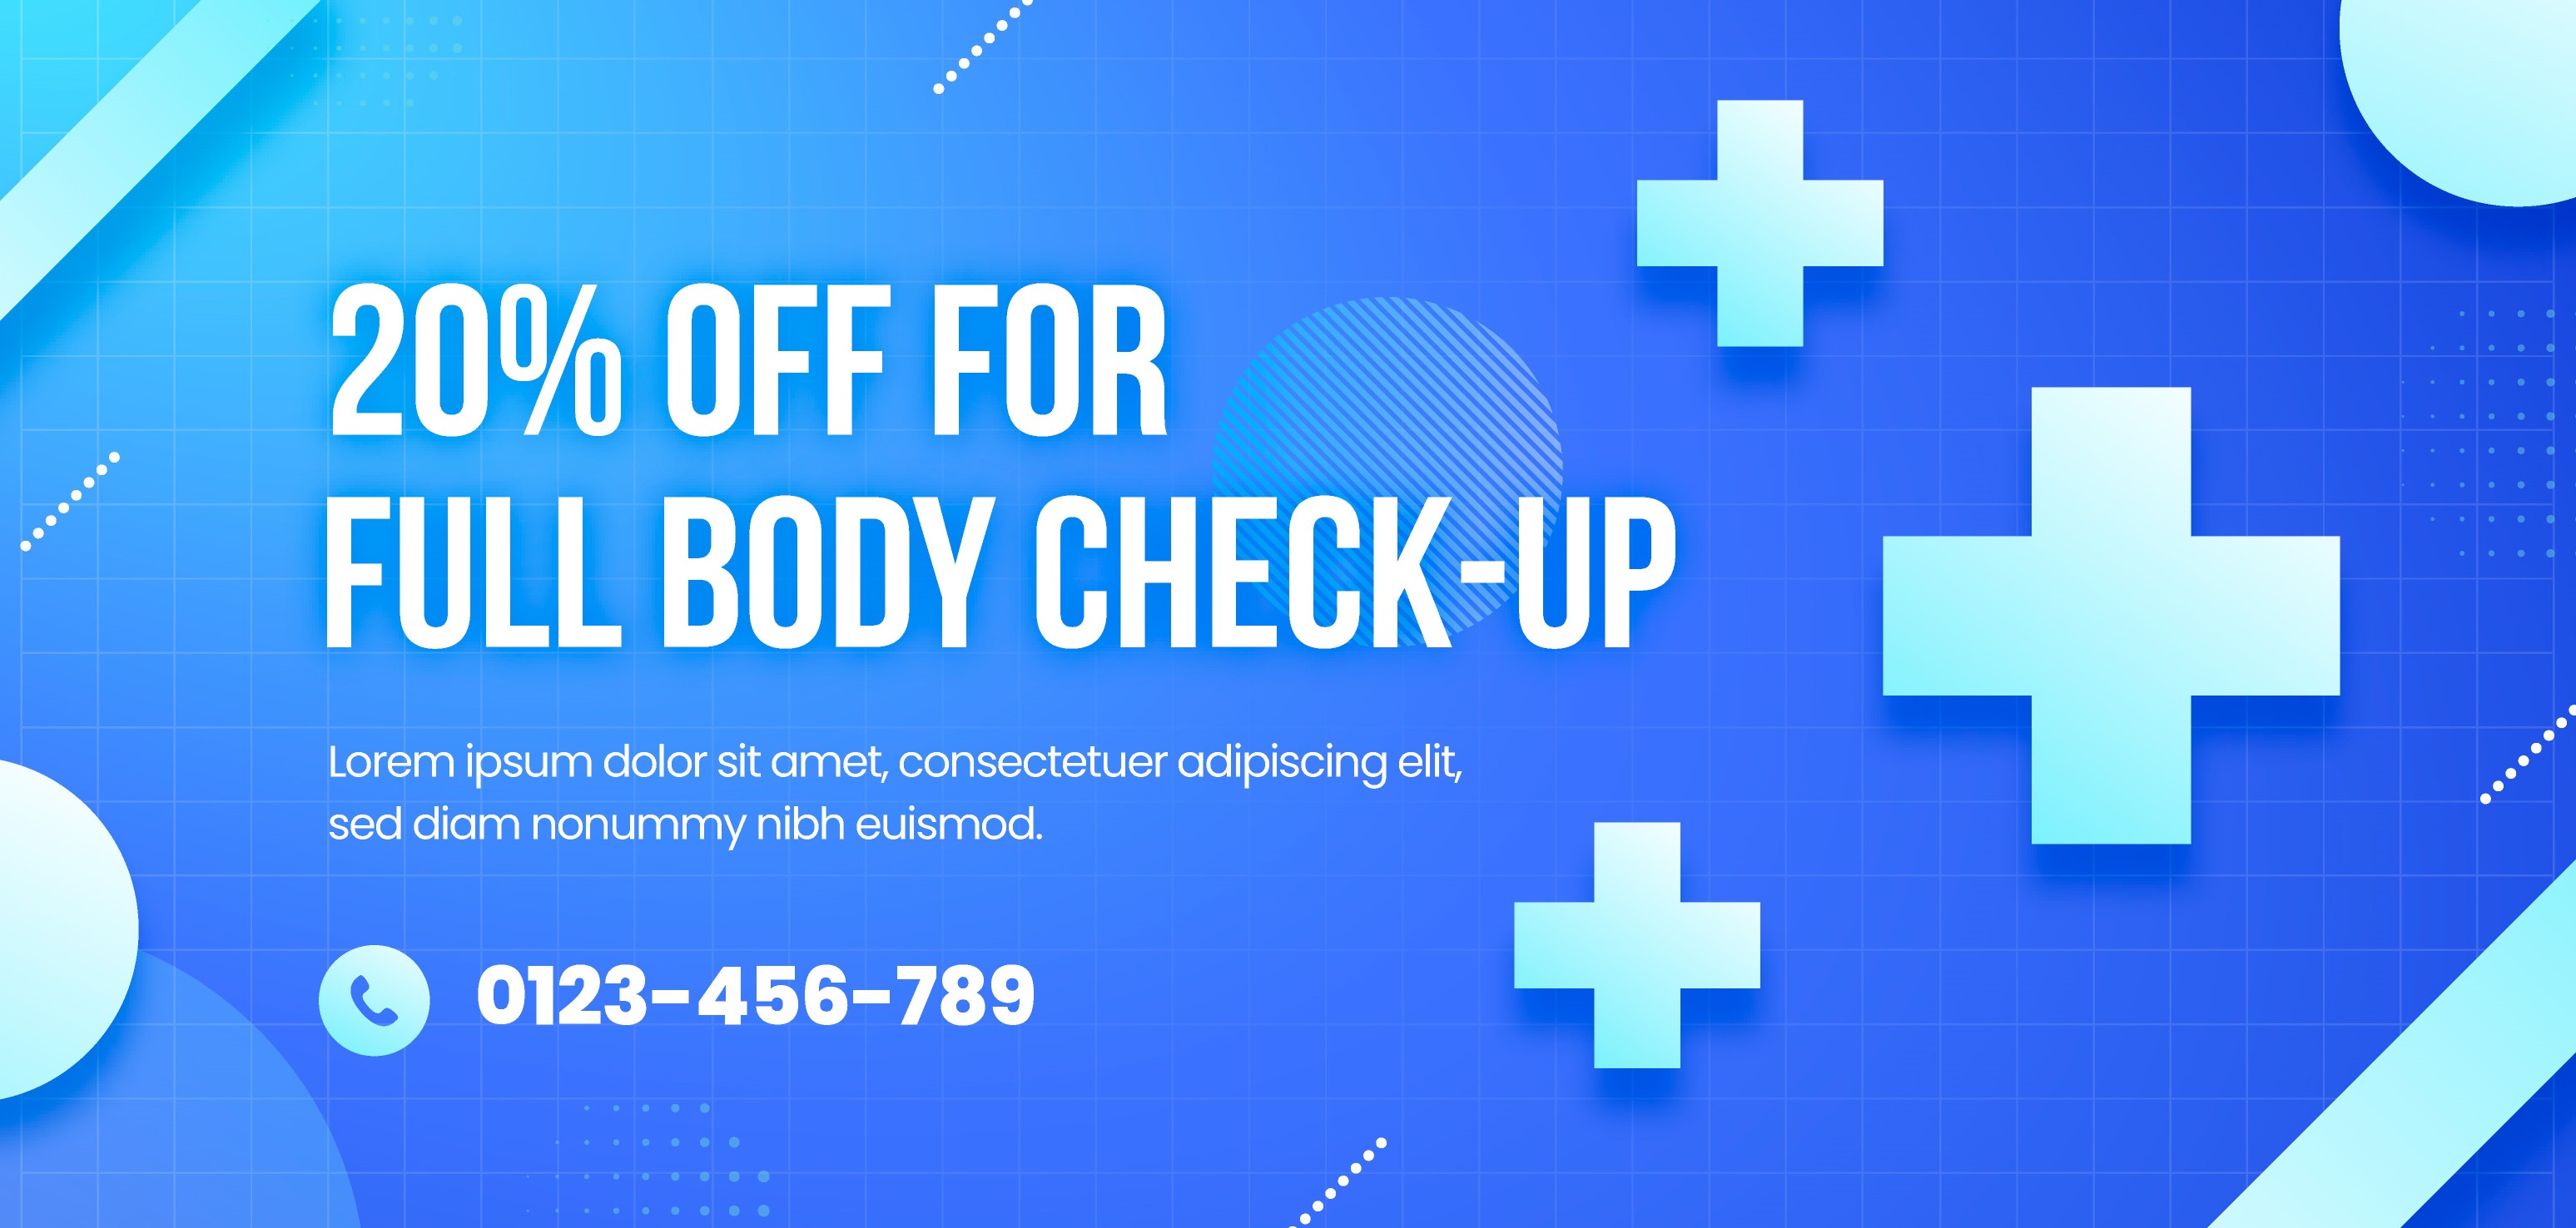 20% OFF FOR
FULL BODY CHECK-UP
Lorem ipsum dolor sit amet, consectetuer adipiscing elit,
sed diam nonummy nibh euismod.
0123-456-789